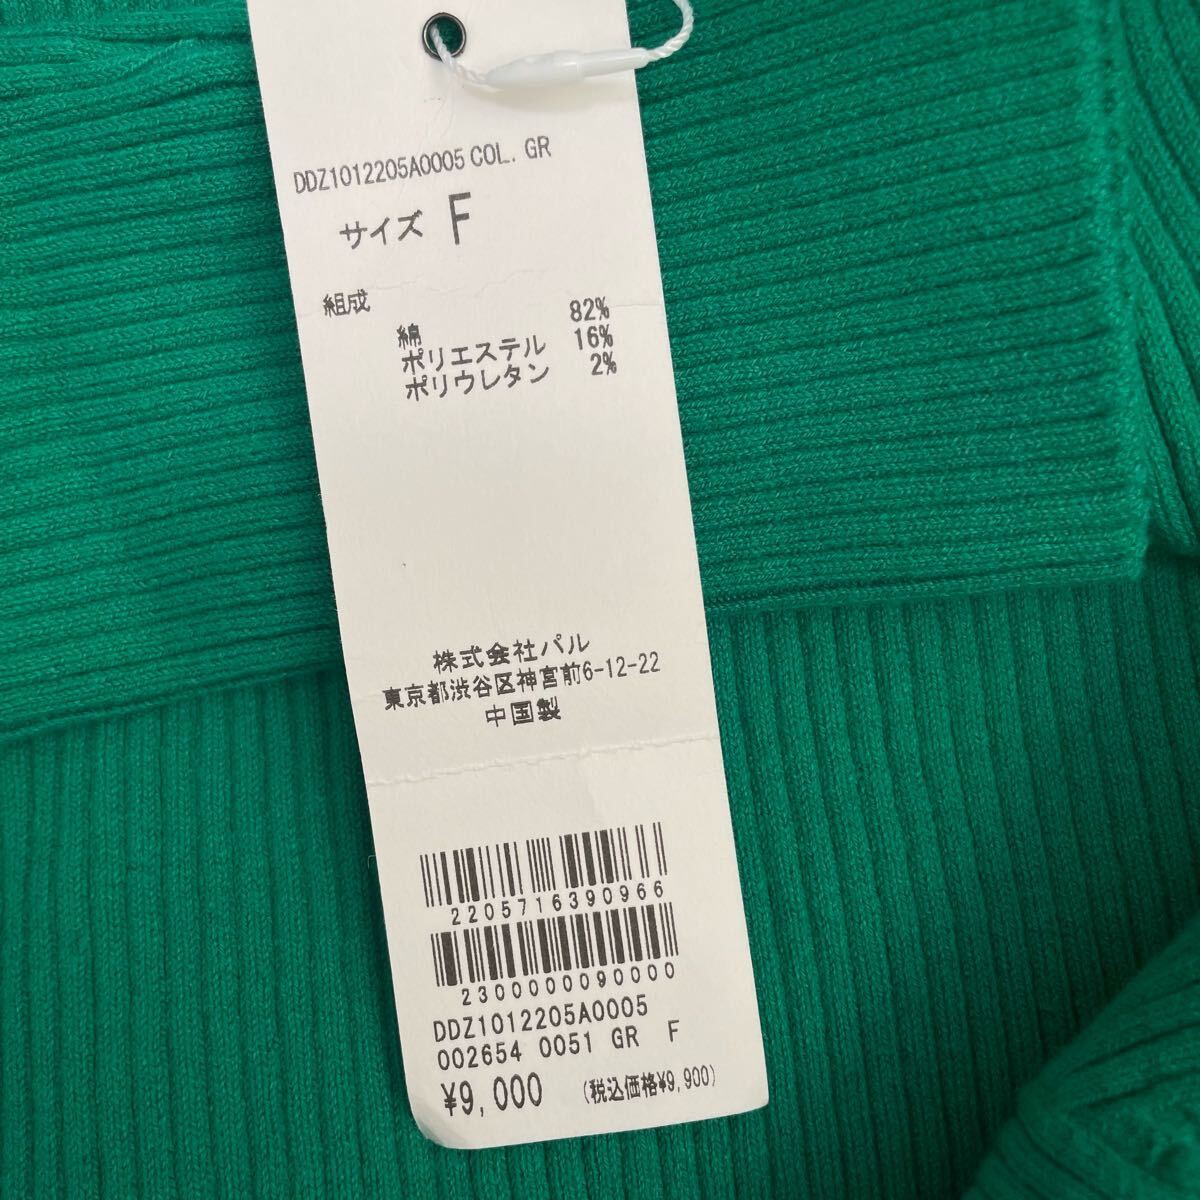 DDZ1012205A0005 COL. GR
サイズ F
組成
綿 82%
ポリエステル 16%
ポリウレタン 2%
株式会社パル
東京都渋谷区神宮前6-12-22
中国製
2205716390966
2300000090000
DDZ1012205A0005
002654 0051 GR F
¥9,000 (税込価格¥9,900)